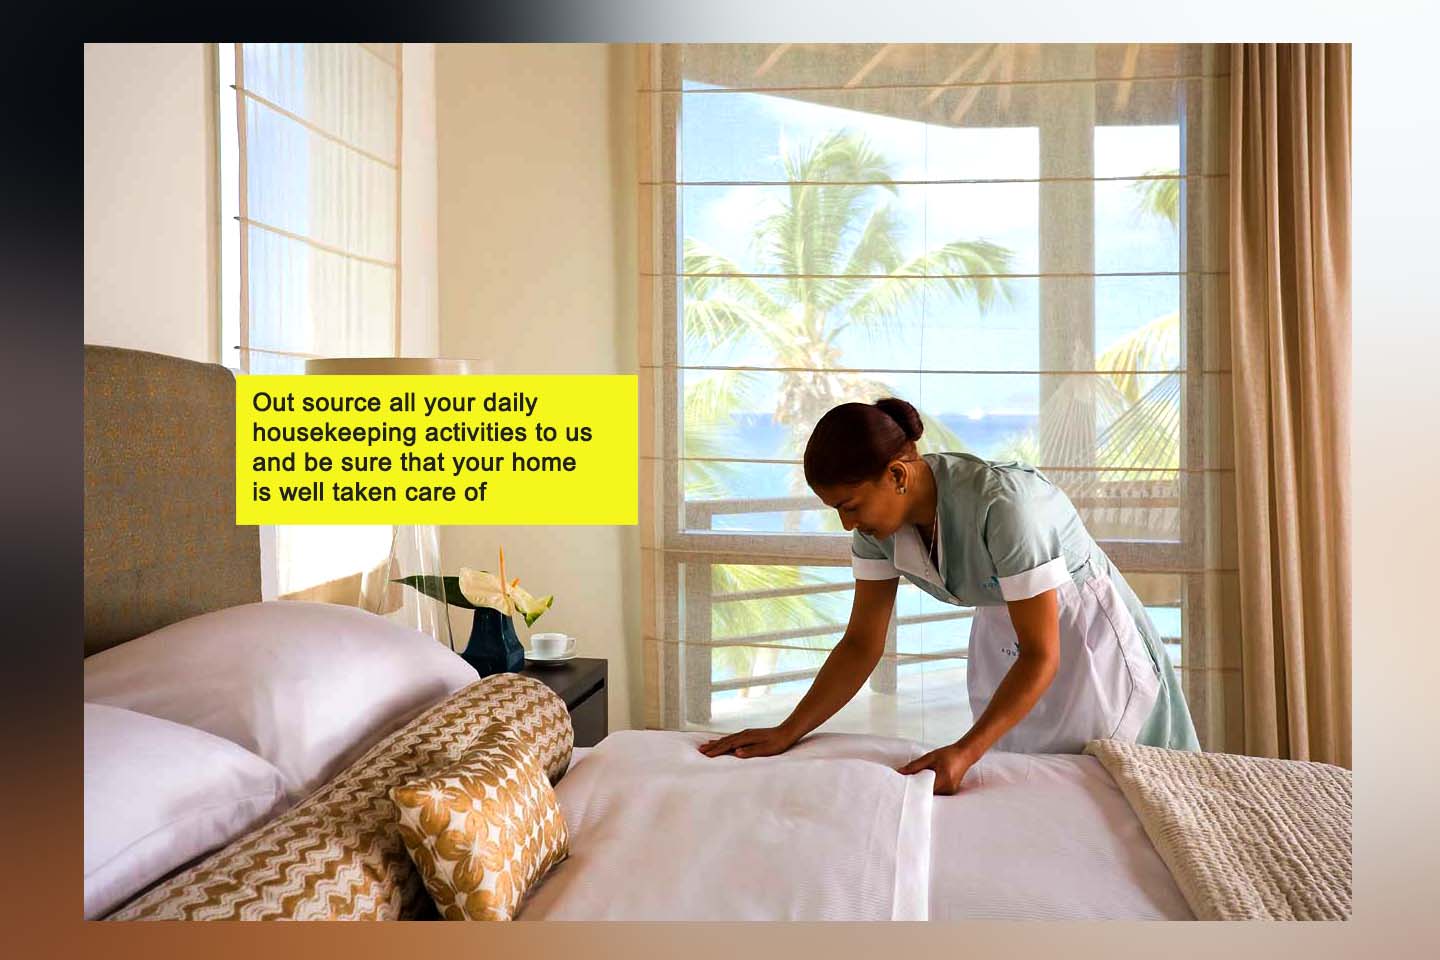 Out source all your daily
housekeeping activities to us
and be sure that your home
is well taken care of